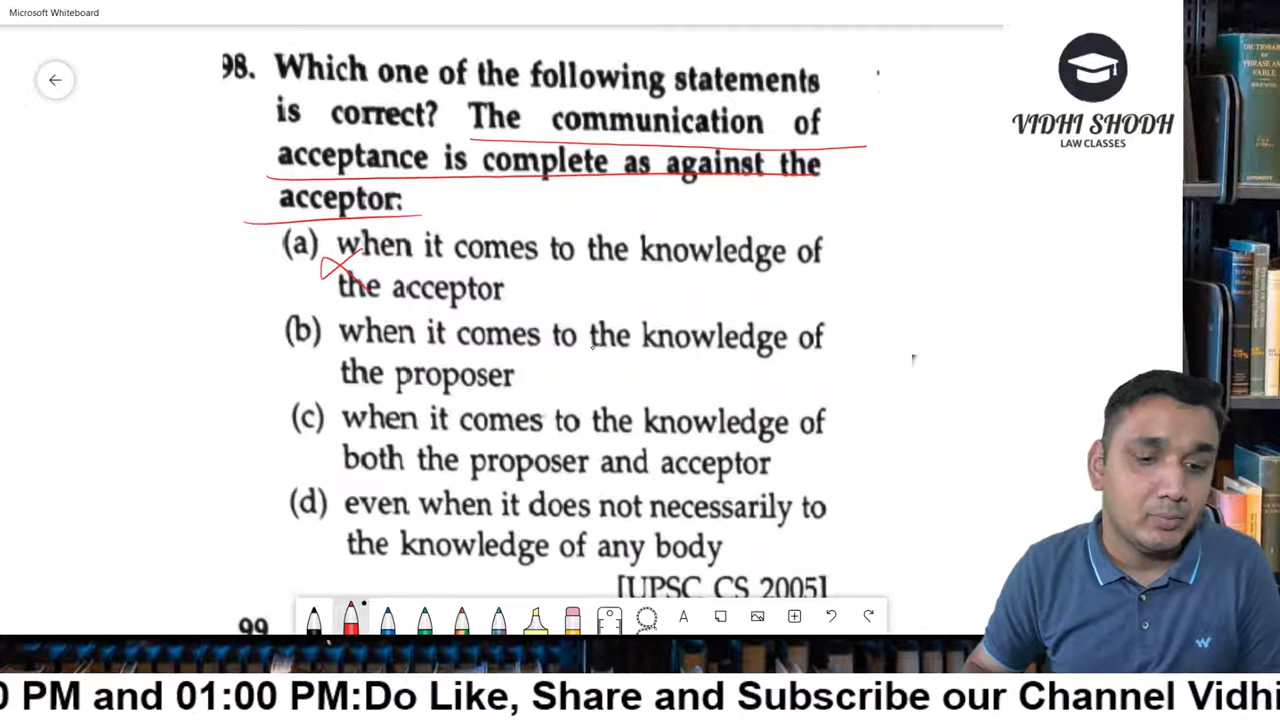 Microsoft Whiteboard
98. Which one of the following statements
is correct? The communication of
acceptance is complete as against the
acceptor:
(a) when it comes to the knowledge of
the acceptor
(b) when it comes to the knowledge of
the proposer
(c) when it comes to the knowledge of
both the proposer and acceptor
(d) even when it does not necessarily to
the knowledge of any body
[UPSC CS 2005]
99
VIDHI SHODH
LAW CLASSES
A
0 PM and 01:00 PM:Do Like, Share and Subscribe our Channel Vidhi